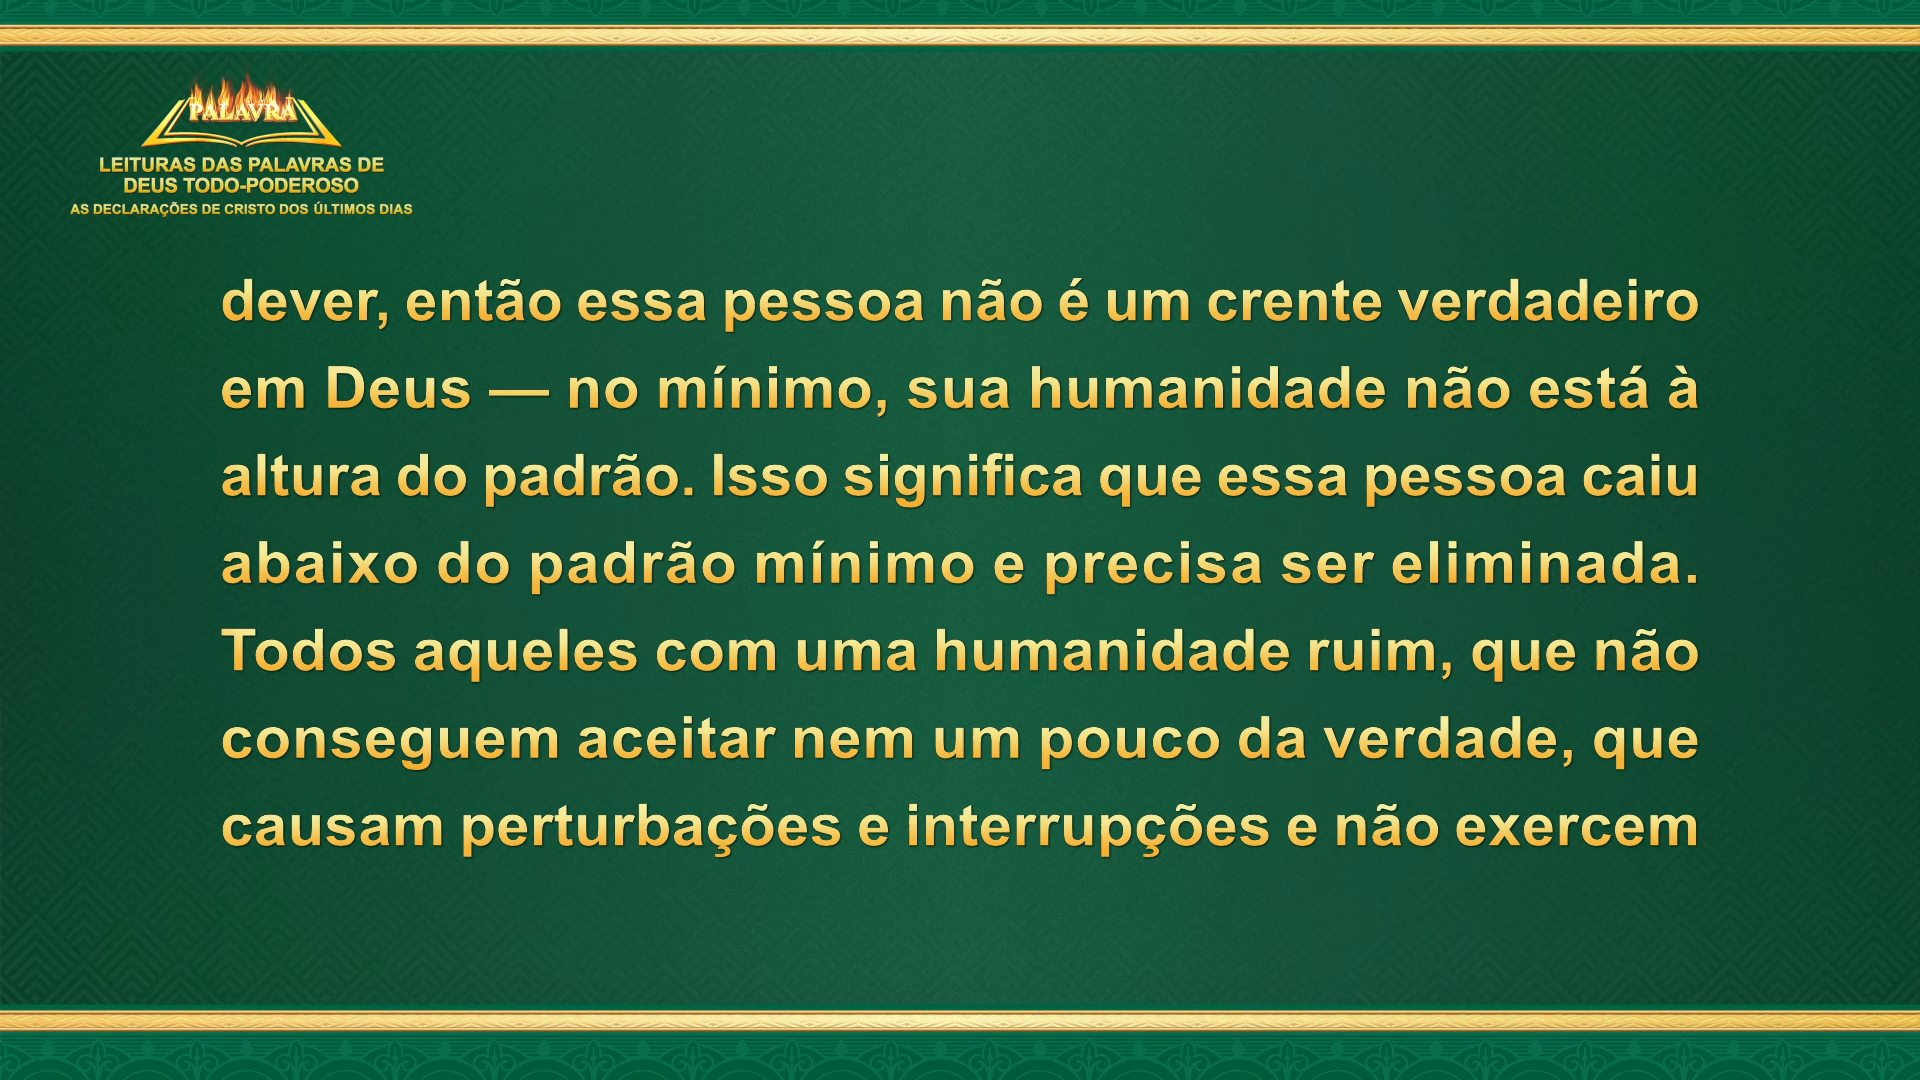 PALAVRA
LEITURAS DAS PALAVRAS DE
DEUS TODO-PODEROSO
AS DECLARAÇÕES DE CRISTO DOS ÚLTIMOS DIAS
dever, então essa pessoa não é um crente verdadeiro
em Deus — no mínimo, sua humanidade não está à
altura do padrão. Isso significa que essa pessoa caiu
abaixo do padrão mínimo e precisa ser eliminada.
Todos aqueles com uma humanidade ruim, que não
conseguem aceitar nem um pouco da verdade, que
causam perturbações e interrupções e não exercem